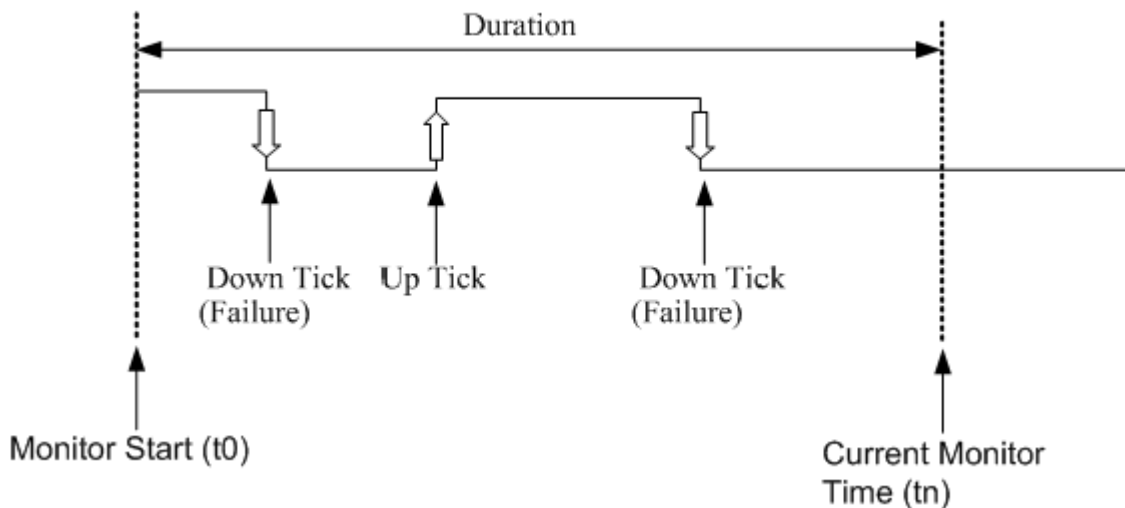 Duration
Down Tick
(Failure)
Up Tick
Down Tick
(Failure)
Monitor Start (t0)
Current Monitor
Time (tn)